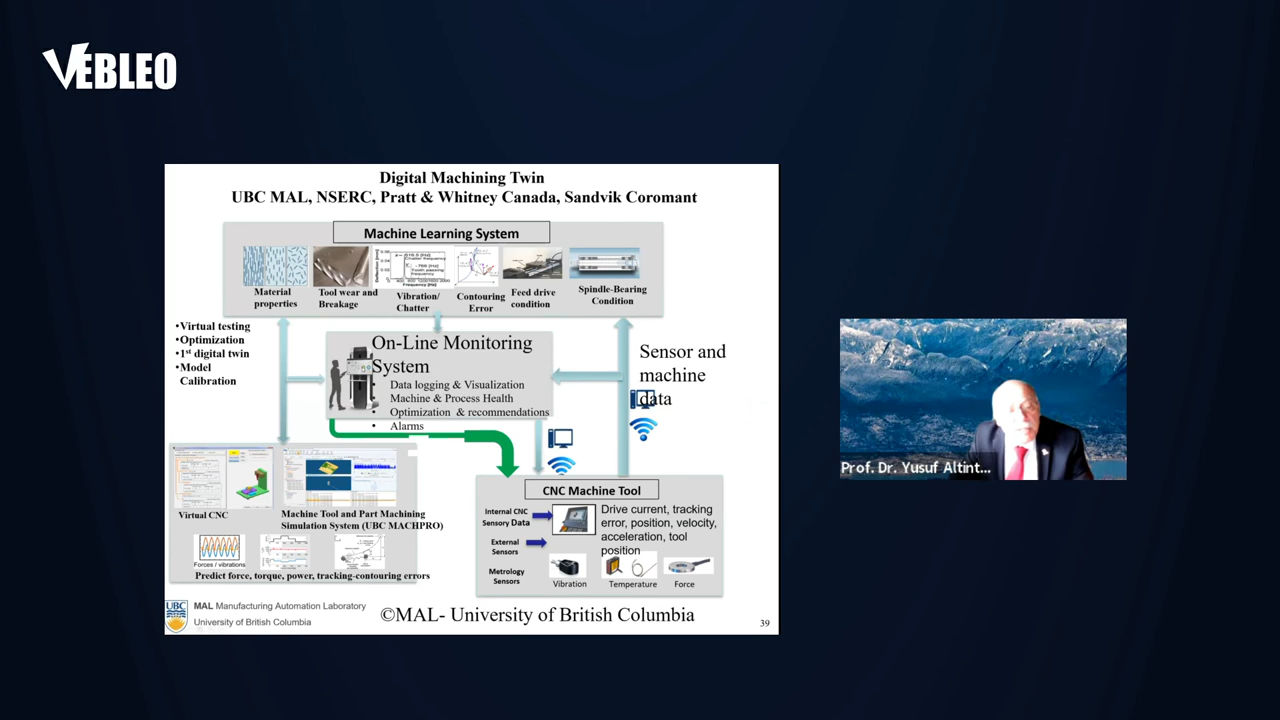 VEBLEO
Digital Machining Twin
UBC MAL, NSERC, Pratt & Whitney Canada, Sandvik Coromant
Machine Learning System
Material
properties
Tool wear and
Breakage
Vibration/
Chatter
Contouring
Error
Feed drive
condition
Spindle-Bearing
Condition
•Virtual testing
•Optimization
•1st digital twin
•Model
Calibration
On-Line Monitoring
System
• Data logging & Visualization
Machine & Process Health
• Optimization & recommendations
• Alarms
Sensor and
machine
data
Virtual CNC
Machine Tool and Part Machining
Simulation System (UBC MACHPRO)
Forces / vibrations
Predict force, torque, power, tracking-contouring errors
CNC Machine Tool
Internal CNC
Sensory Data
External
Sensors
Metrology
Sensors
Drive current, tracking
error, position, velocity,
acceleration, tool
position
Vibration
Temperature
Force
UBC
MAL Manufacturing Automation Laboratory
University of British Columbia
©MAL- University of British Columbia
39
Prof. Dr. Yusuf Altint...